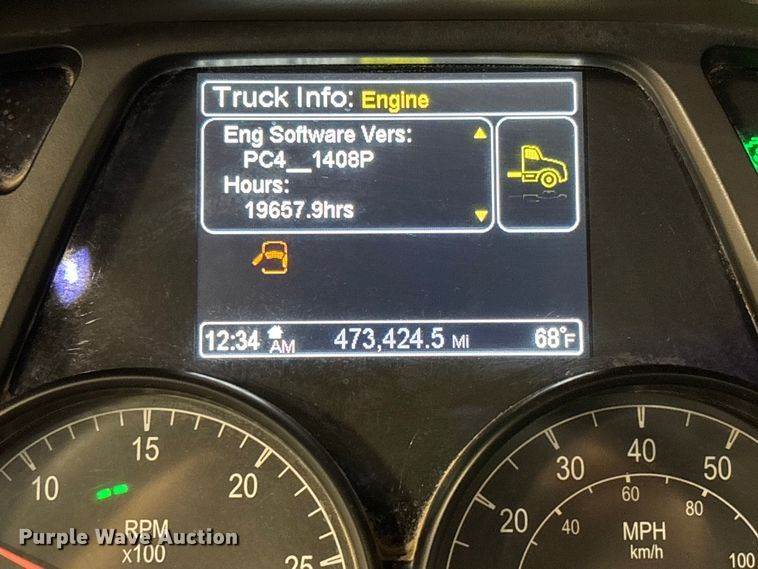 Truck Info: Engine
Eng Software Vers:
PC4__1408P
Hours:
19657.9hrs
12:34 AM 473,424.5 MI 68°F
10 15 20 25
RPM
x100
20 30 40 50
40 60 80 100
MPH
km/h
Purple Wave Auction